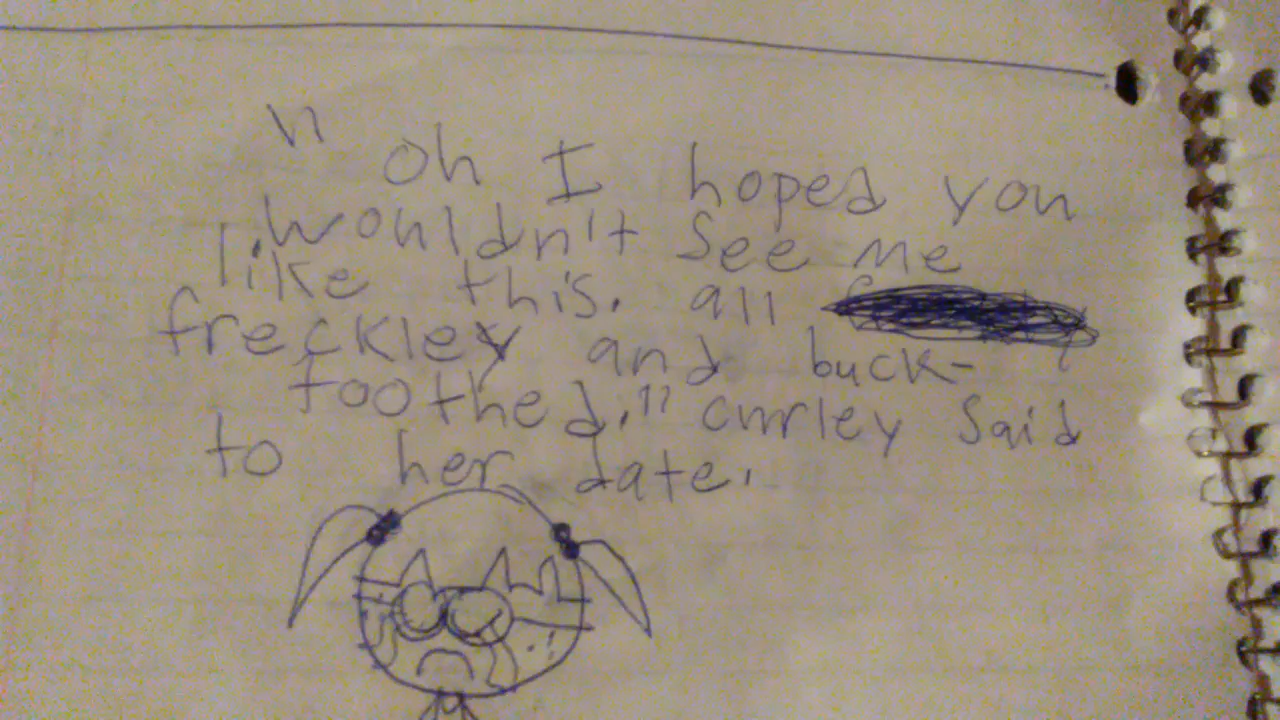 "Oh I hoped you
wouldn't see me
like this. all
freckley and buck-
toothed." curley said
to her date.